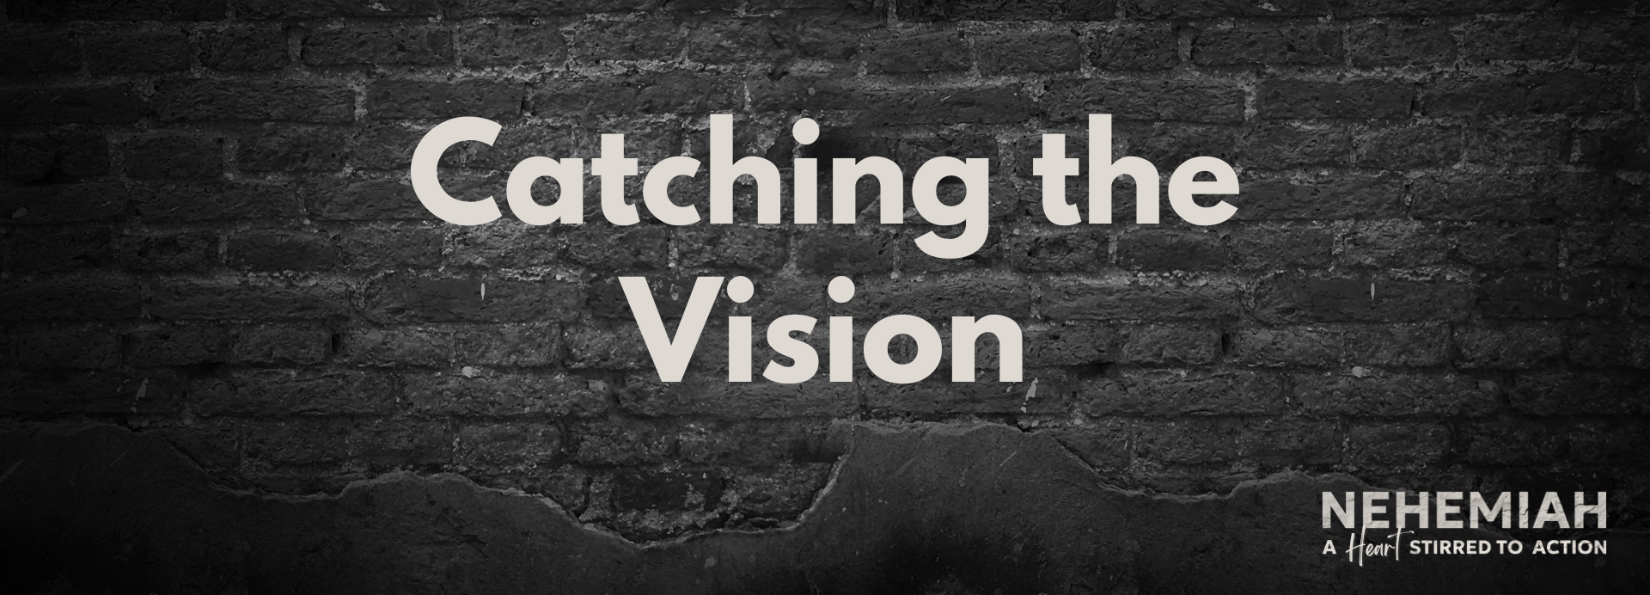 Catching the
Vision
NEHEMIAH
A Heart STIRRED TO ACTION